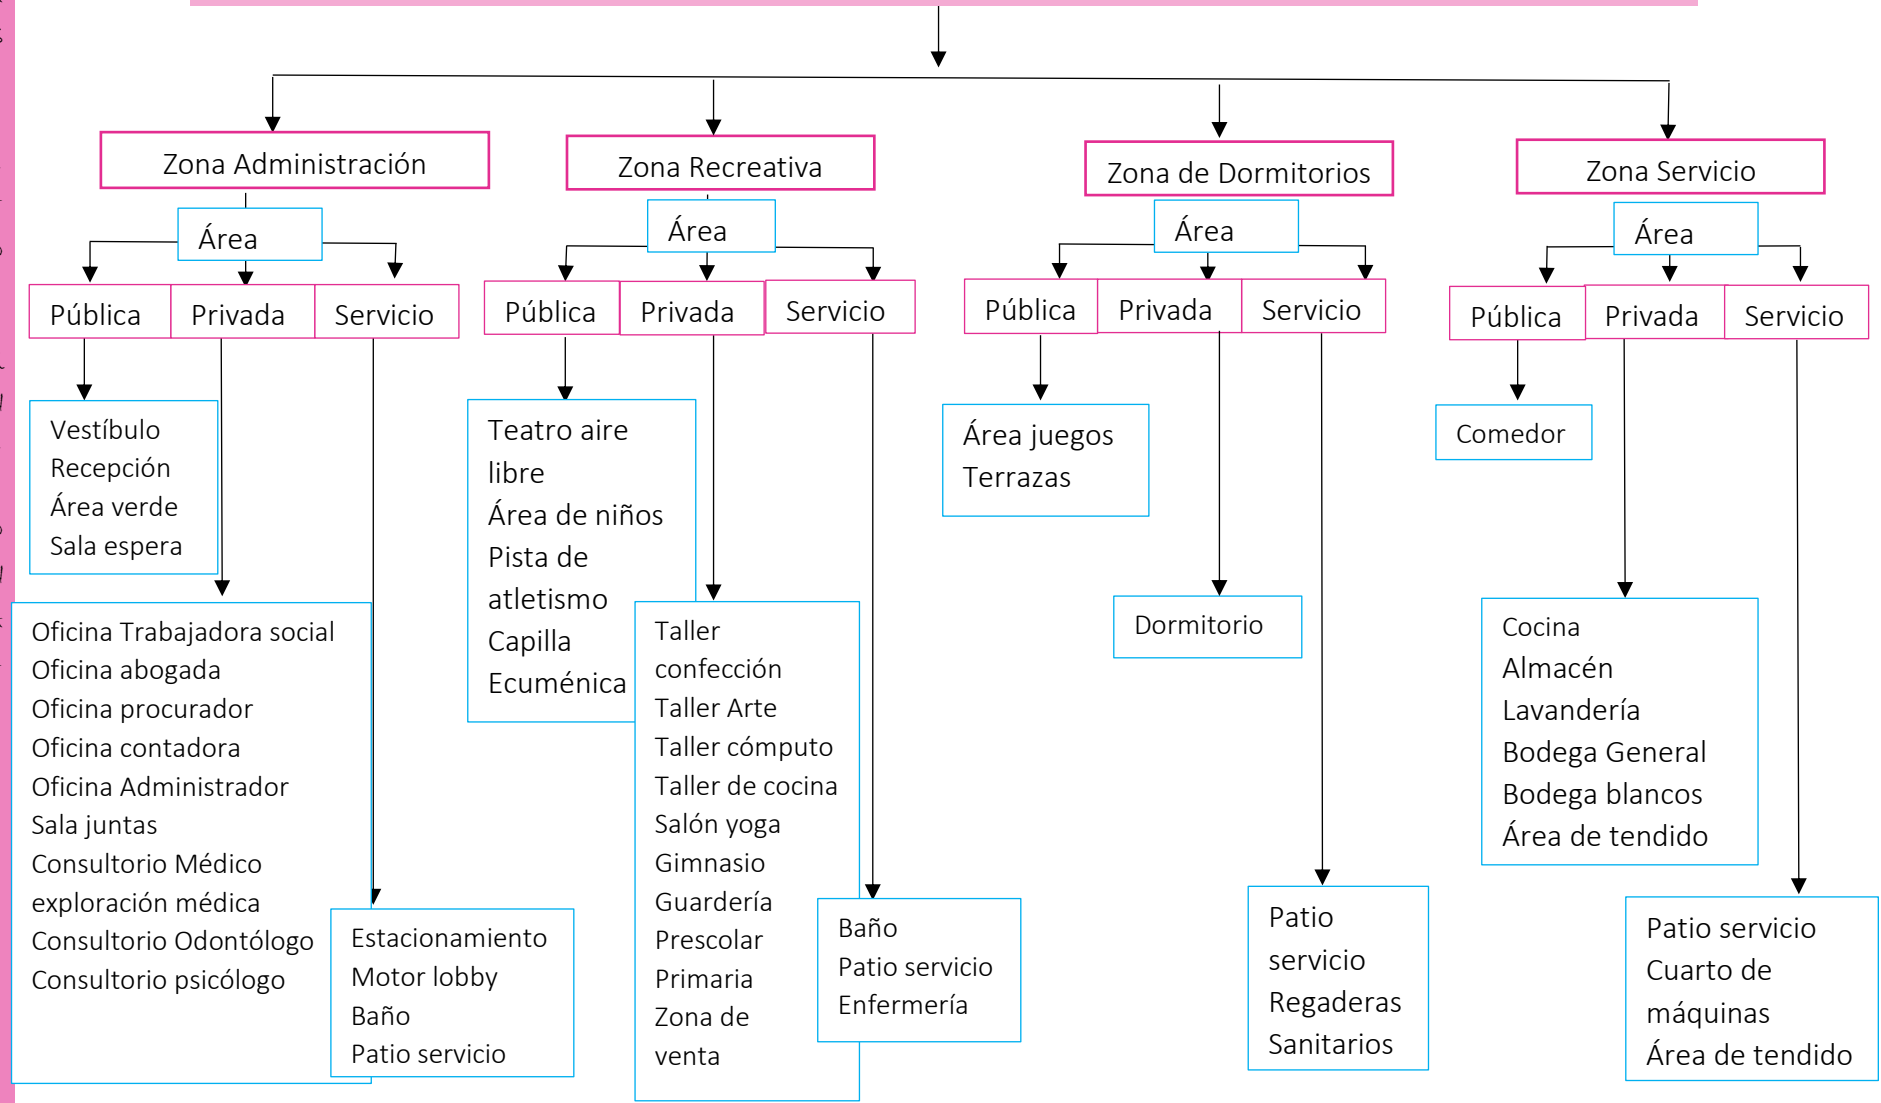 Zona Administración
Zona Recreativa
Zona de Dormitorios
Zona Servicio
Área
Área
Área
Área
Pública
Privada
Servicio
Pública
Privada
Servicio
Pública
Privada
Servicio
Pública
Privada
Servicio
Vestíbulo
Recepción
Área verde
Sala espera
Oficina Trabajadora social
Oficina abogada
Oficina procurador
Oficina contadora
Oficina Administrador
Sala juntas
Consultorio Médico
exploración médica
Consultorio Odontólogo
Consultorio psicólogo
Estacionamiento
Motor lobby
Baño
Patio servicio
Teatro aire
libre
Área de niños
Pista de
atletismo
Capilla
Ecuménica
Taller
confección
Taller Arte
Taller cómputo
Taller de cocina
Salón yoga
Gimnasio
Guardería
Prescolar
Primaria
Zona de
venta
Baño
Patio servicio
Enfermería
Área juegos
Terrazas
Dormitorio
Patio
servicio
Regaderas
Sanitarios
Comedor
Cocina
Almacén
Lavandería
Bodega General
Bodega blancos
Área de tendido
Patio servicio
Cuarto de
máquinas
Área de tendido